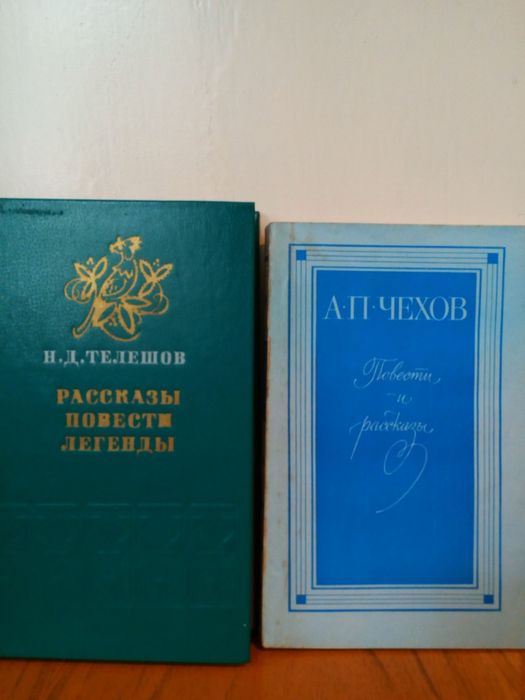 Н.Д.ТЕЛЕШОВ
РАССКАЗЫ
ПОВЕСТИ
ЛЕГЕНДЫ
А·П·ЧЕХОВ
Повести
и
рассказы